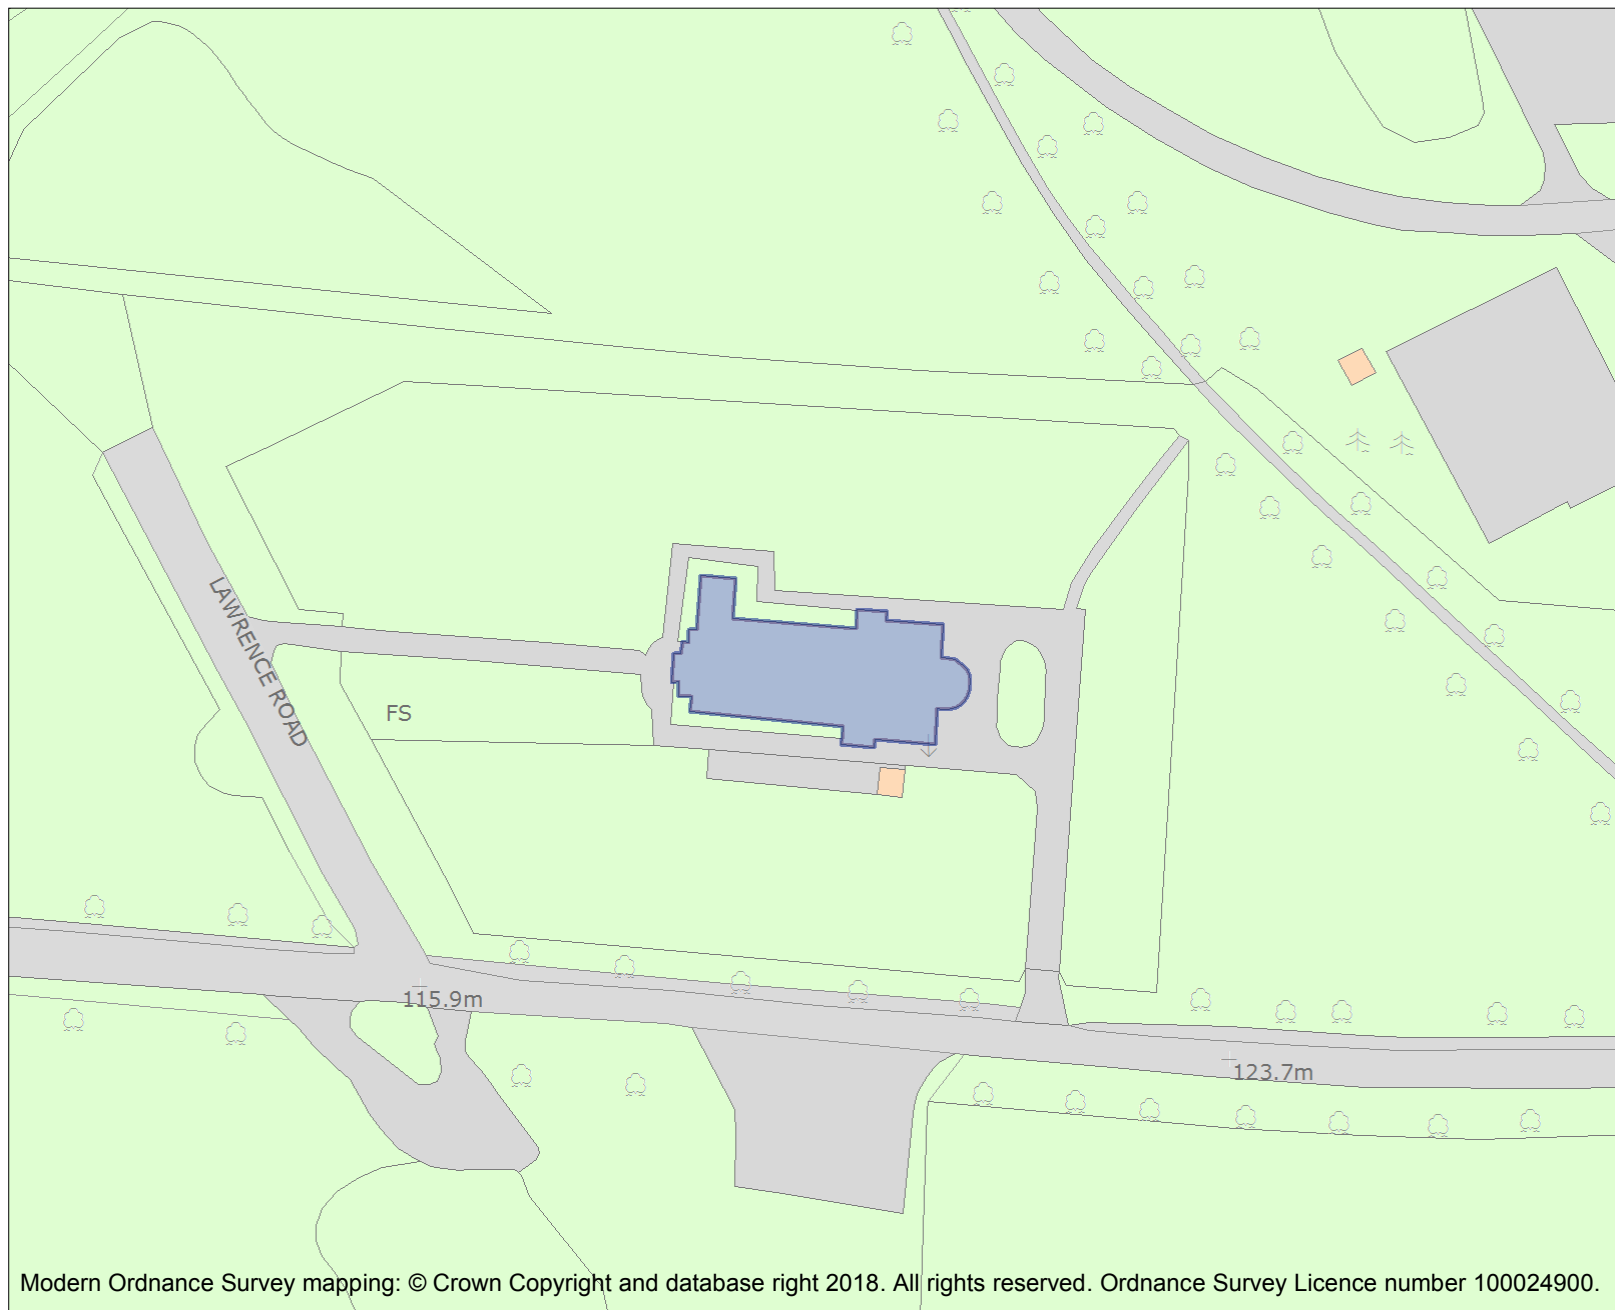 LAWRENCE ROAD
FS
115.9m
123.7m
Modern Ordnance Survey mapping: © Crown Copyright and database right 2018. All rights reserved. Ordnance Survey Licence number 100024900.